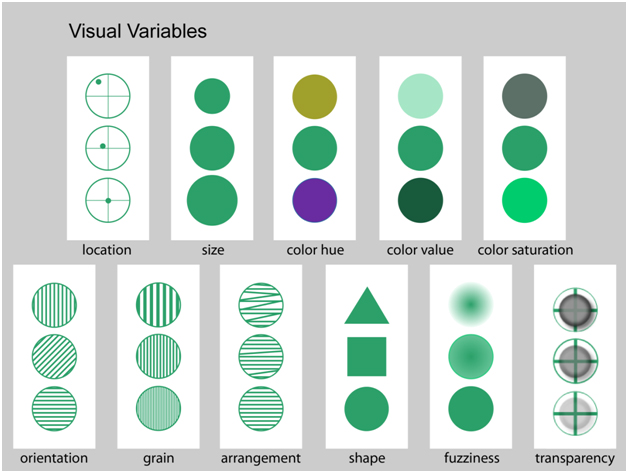 Visual Variables
location
size
color hue
color value
color saturation
orientation
grain
arrangement
shape
fuzziness
transparency